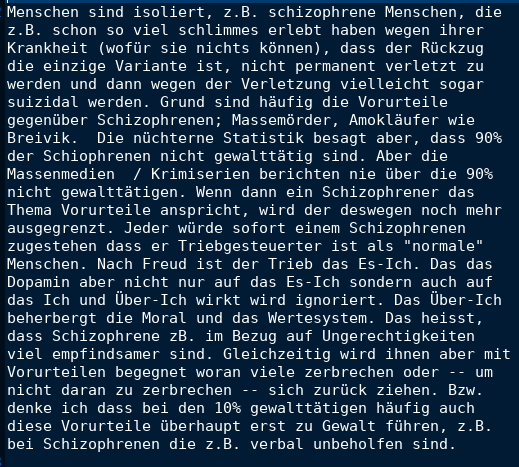 Menschen sind isoliert, z.B. schizophrene Menschen, die
z.B. schon so viel schlimmes erlebt haben wegen ihrer
Krankheit (wofür sie nichts können), dass der Rückzug
die einzige Variante ist, nicht permanent verletzt zu
werden und dann wegen der Verletzung vielleicht sogar
suizidal werden. Grund sind häufig die Vorurteile
gegenüber Schizophrenen; Massemörder, Amokläufer wie
Breivik.  Die nüchterne Statistik besagt aber, dass 90%
der Schiophrenen nicht gewalttätig sind. Aber die
Massenmedien  / Krimiserien berichten nie über die 90%
nicht gewalttätigen. Wenn dann ein Schizophrener das
Thema Vorurteile anspricht, wird der deswegen noch mehr
ausgegrenzt. Jeder würde sofort einem Schizophrenen
zugestehen dass er Triebgesteuerter ist als "normale"
Menschen. Nach Freud ist der Trieb das Es-Ich. Das das
Dopamin aber nicht nur auf das Es-Ich sondern auch auf
das Ich und Über-Ich wirkt wird ignoriert. Das Über-Ich
beherbergt die Moral und das Wertesystem. Das heisst,
dass Schizophrene zB. im Bezug auf Ungerechtigkeiten
viel empfindsamer sind. Gleichzeitig wird ihnen aber mit
Vorurteilen begegnet woran viele zerbrechen oder -- um
nicht daran zu zerbrechen -- sich zurück ziehen. Bzw.
denke ich dass bei den 10% gewalttätigen häufig auch
diese Vorurteile überhaupt erst zu Gewalt führen, z.B.
bei Schizophrenen die z.B. verbal unbeholfen sind.